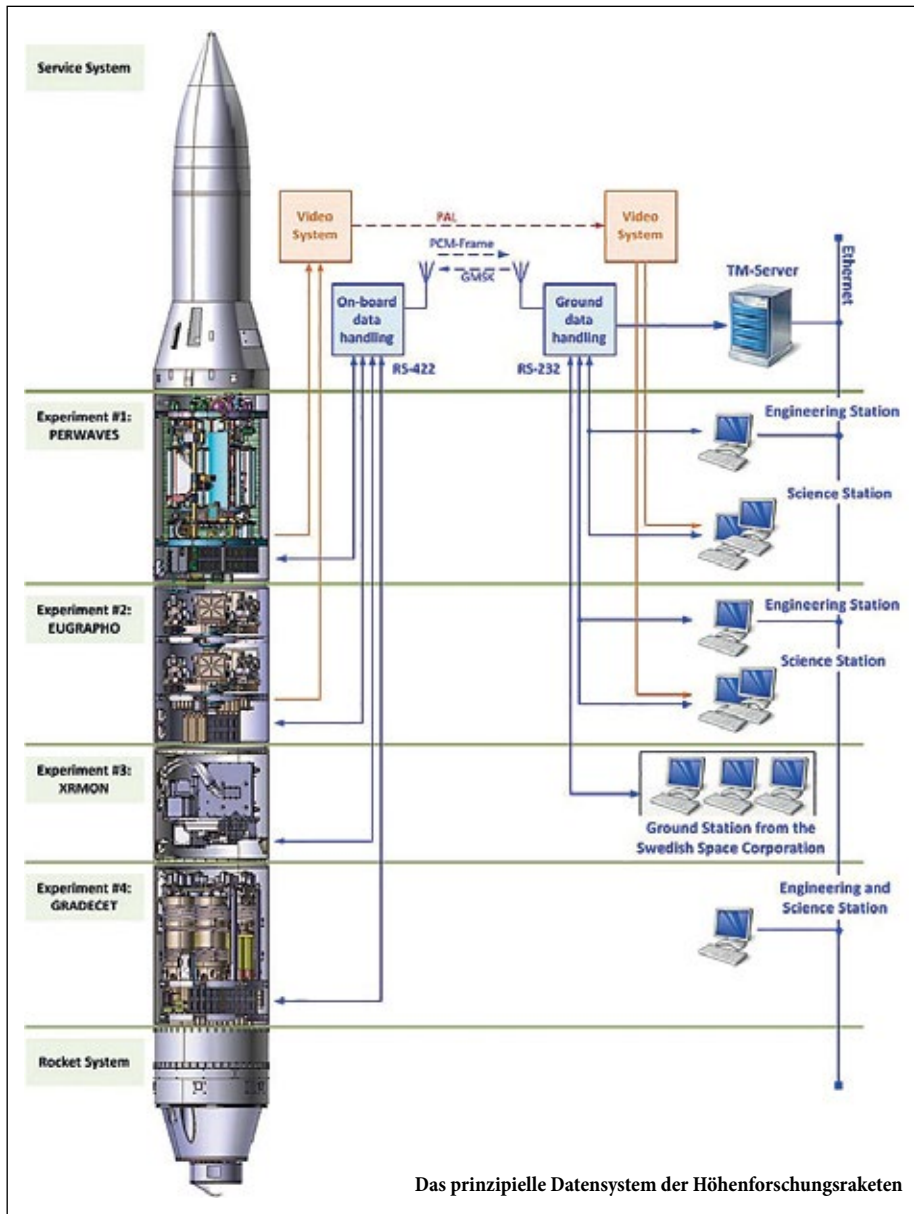 Service System
Video
System
PAL
Video
System
PCM-Frame
GMSK
TM-Server
Ethernet
On-board
data
handling
Ground
data
handling
RS-422
RS-232
Experiment #1:
PERWAVES
Engineering Station
Science Station
Experiment #2:
EUGRAPHO
Engineering Station
Science Station
Experiment #3:
XRMON
Ground Station from the
Swedish Space Corporation
Experiment #4:
GRADECET
Engineering and
Science Station
Rocket System
Das prinzipielle Datensystem der Höhenforschungsraketen